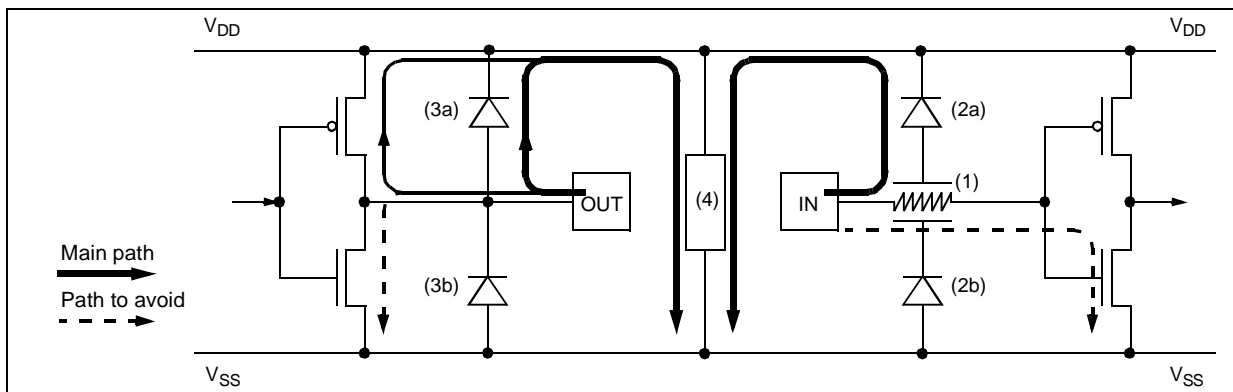 VDD
VDD
(3a)
(2a)
(1)
OUT
(4)
IN
Main path
(3b)
(2b)
Path to avoid
VSS
VSS